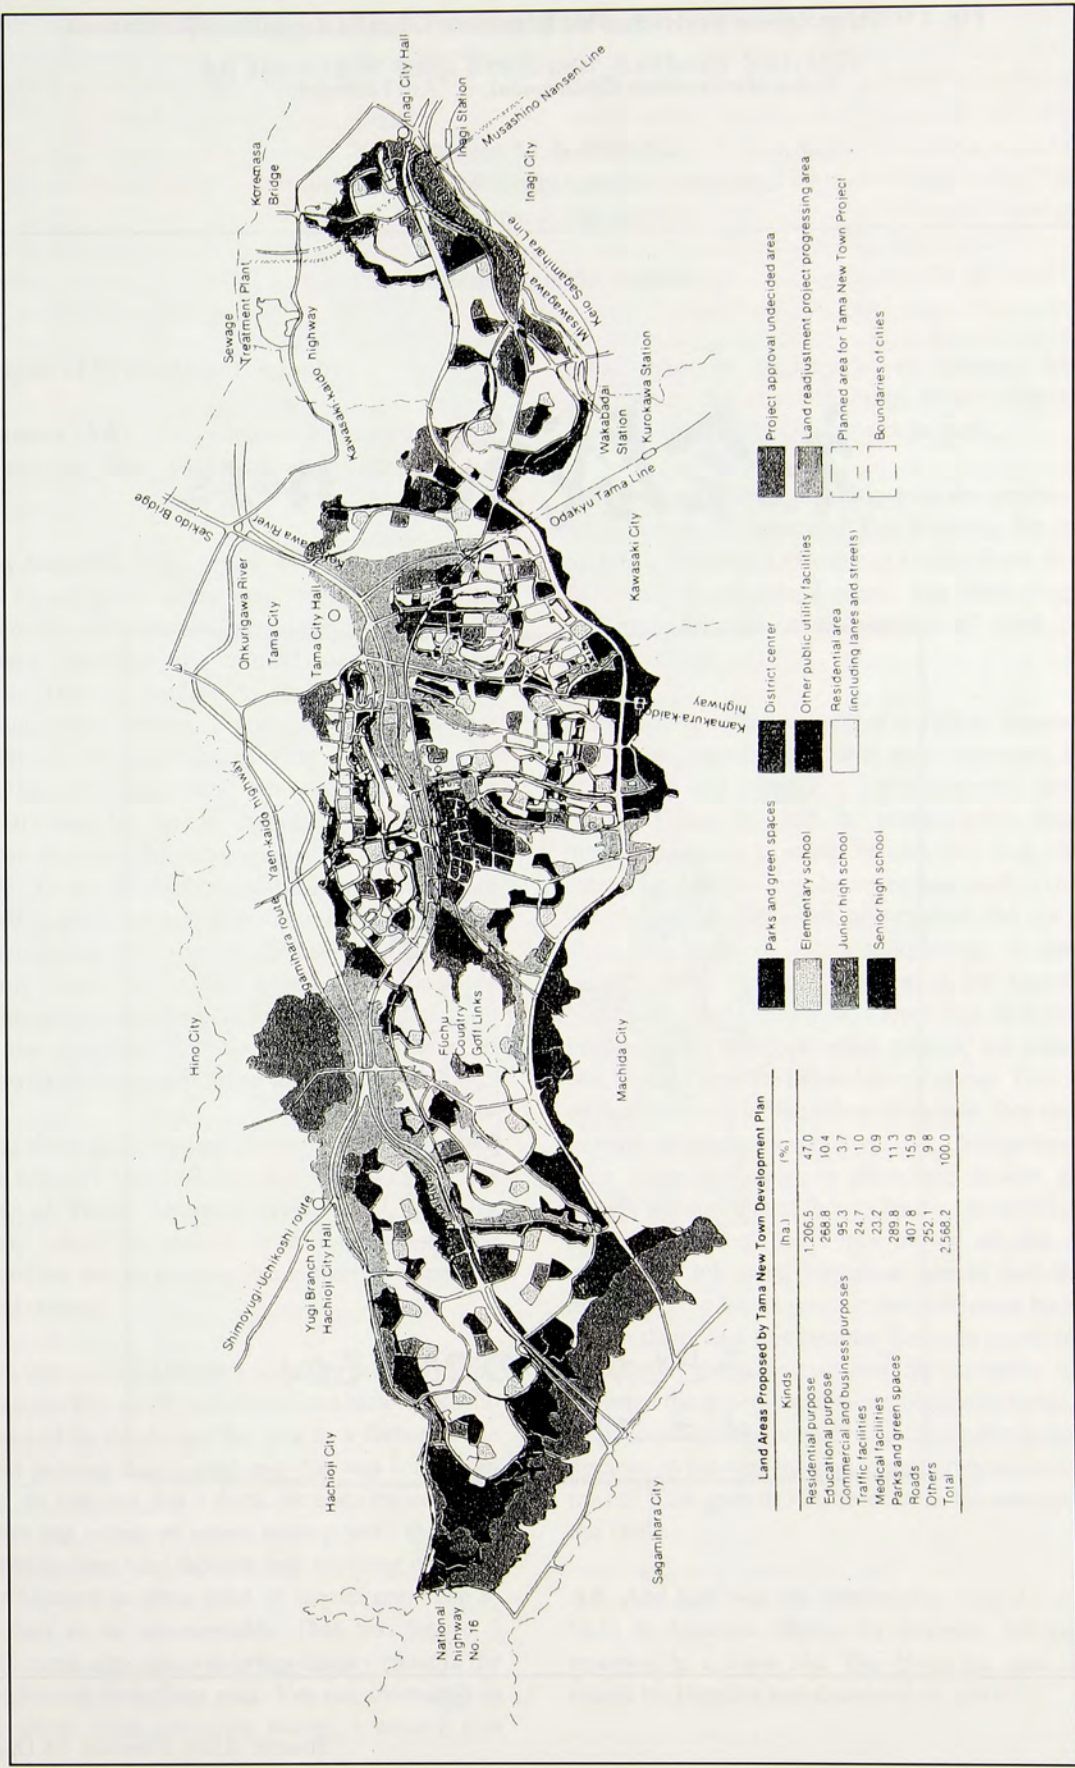 Inagi City Hall
Inagi Station
Musashino Nansen Line
Koremasa
Bridge
Inagi City
Sewage
Treatment Plant
Keio Sagamihara Line
Misawagawa
Kawasaki-kaido highway
Wakabadai
Station
Kurokawa Station
Odakyu Tama Line
Sekido Bridge
Ohkurigawa River
Tama City
Tama City Hall
Kawasaki City
Kamakura-kaido
highway
Yaen-kaido Highway
Hino City
Fuchu
Country
Golf Links
Machida City
Shimoyugi-Uchikoshi route
Yugi Branch of
Hachioji City Hall
Hachioji City
Sagamihara City
National
highway
No. 16
Land Areas Proposed by Tama New Town Development Plan
Kinds (ha.) (%)
Residential purpose 1,206.5 47.0
Educational purpose 268.8 10.4
Commercial and business purposes 95.3 3.7
Traffic facilities 24.7 1.0
Medical facilities 23.2 0.9
Parks and green spaces 289.8 11.3
Roads 407.8 15.9
Others 252.1 9.8
Total 2,568.2 100.0
Parks and green spaces
Elementary school
Junior high school
Senior high school
District center
Other public utility facilities
Residential area
(including lanes and streets)
Project approval undecided area
Land readjustment project progressing area
Planned area for Tama New Town Project
Boundaries of cities